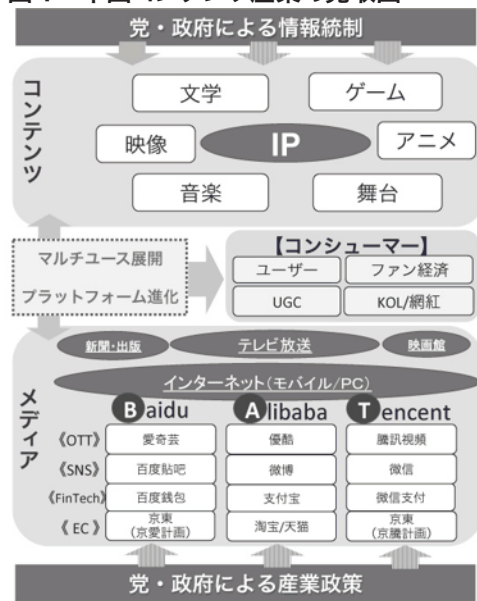 党・政府による情報統制
コンテンツ
文学
ゲーム
映像
IP
アニメ
音楽
舞台
マルチユース展開
プラットフォーム進化
【コンシューマー】
ユーザー
ファン経済
UGC
KOL/網紅
メディア
新聞・出版
テレビ放送
映画館
インターネット(モバイル/PC)
Baidu
Alibaba
Tencent
《OTT》
愛奇芸
優酷
騰訊視頻
《SNS》
百度貼吧
微博
微信
《FinTech》
百度銭包
支付宝
微信支付
《 EC 》
京東
(京愛計画)
淘宝/天猫
京東
(京騰計画)
党・政府による産業政策